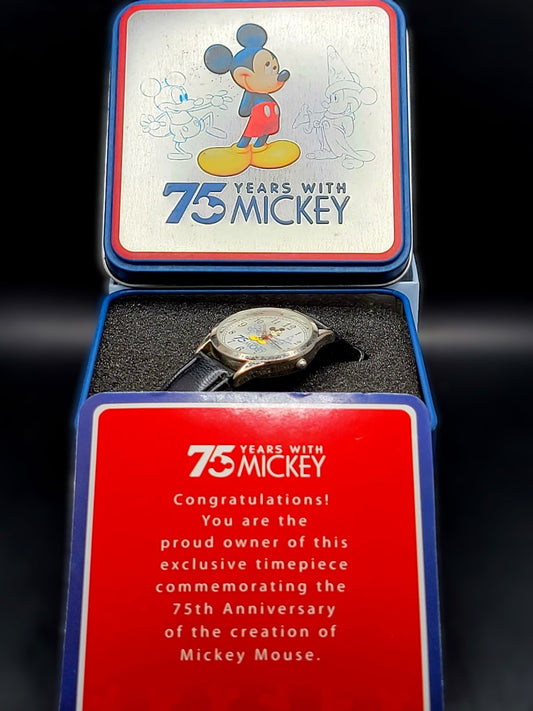 75 YEARS WITH
MICKEY
75 YEARS WITH
MICKEY
Congratulations!
You are the
proud owner of this
exclusive timepiece
commemorating the
75th Anniversary
of the creation of
Mickey Mouse.